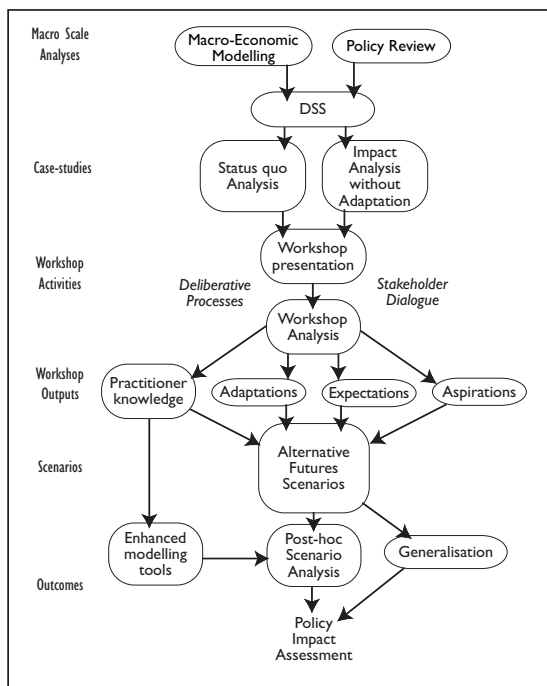 Macro Scale
Analyses
Macro-Economic
Modelling
Policy Review
DSS
Case-studies
Status quo
Analysis
Impact
Analysis
without
Adaptation
Workshop
Activities
Workshop
presentation
Deliberative
Processes
Stakeholder
Dialogue
Workshop
Analysis
Workshop
Outputs
Practitioner
knowledge
Adaptations
Expectations
Aspirations
Scenarios
Alternative
Futures
Scenarios
Enhanced
modelling
tools
Post-hoc
Scenario
Analysis
Generalisation
Outcomes
Policy
Impact
Assessment